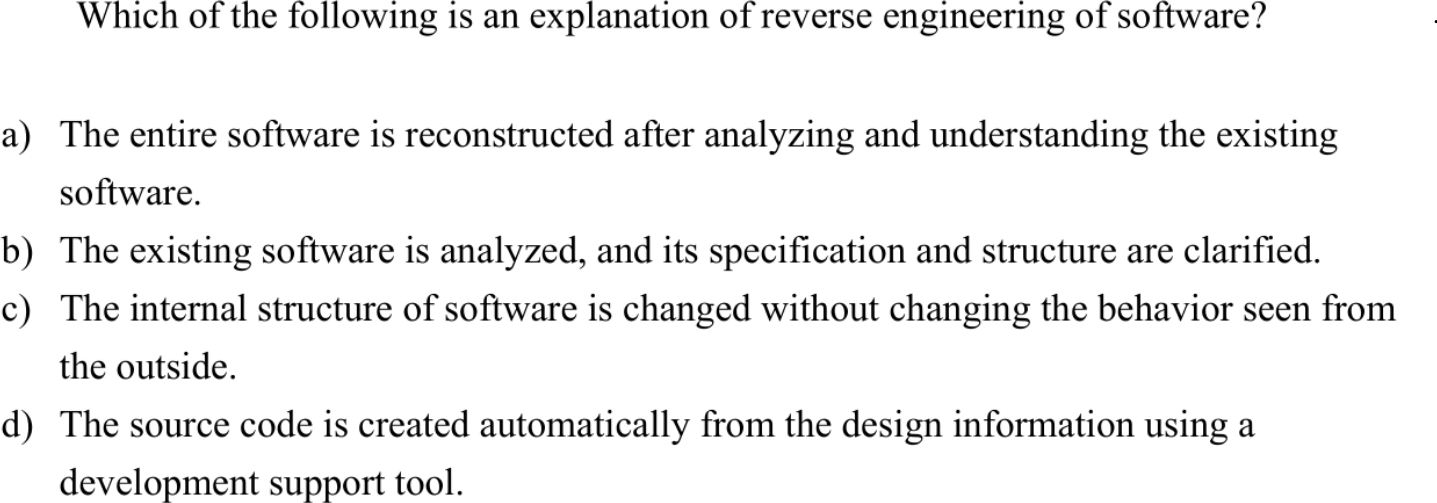 Which of the following is an explanation of reverse engineering of software?
a) The entire software is reconstructed after analyzing and understanding the existing
software.
b) The existing software is analyzed, and its specification and structure are clarified.
c) The internal structure of software is changed without changing the behavior seen from
the outside.
d) The source code is created automatically from the design information using a
development support tool.